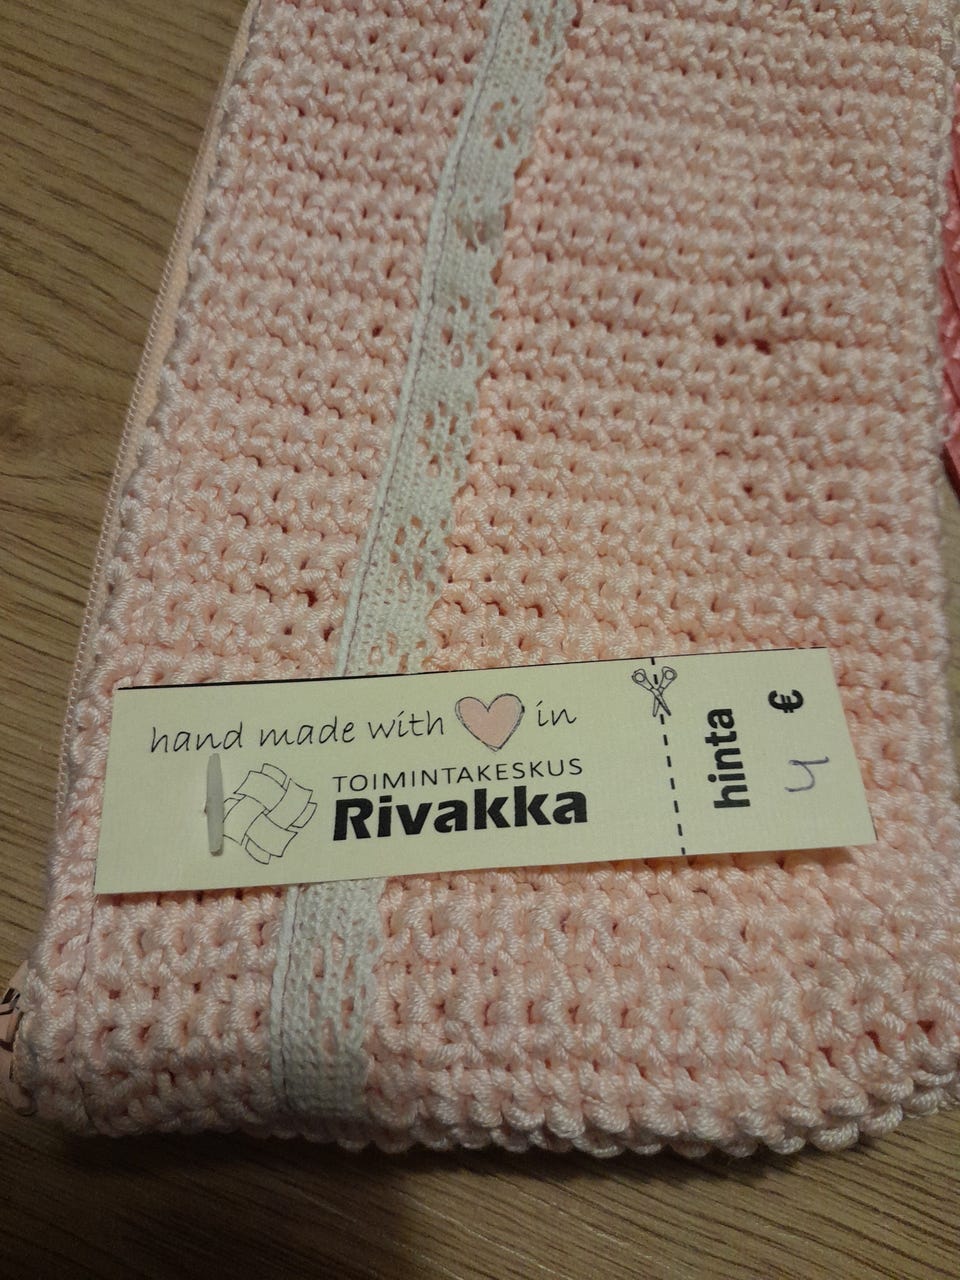 hand made with in
TOIMINTAKESKUS
Rivakka
hinta
4 €